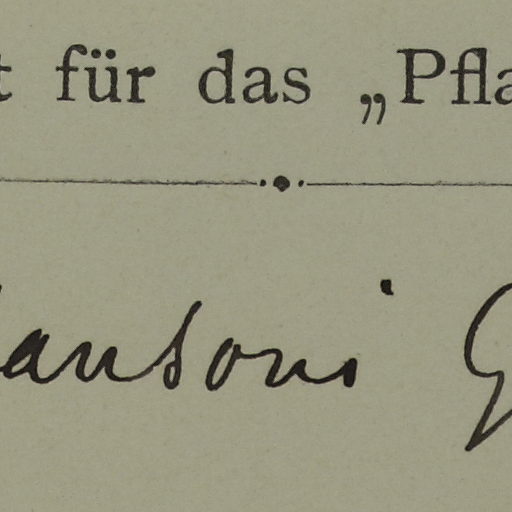 t für das „Pfla
ansoni G